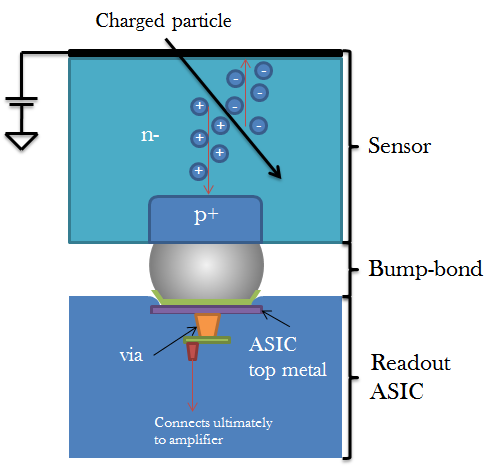 Charged particle
-
-
-
-
+
+
+
+
+
n-
Sensor
p+
Bump-bond
via
ASIC
top metal
Readout
ASIC
Connects ultimately
to amplifier